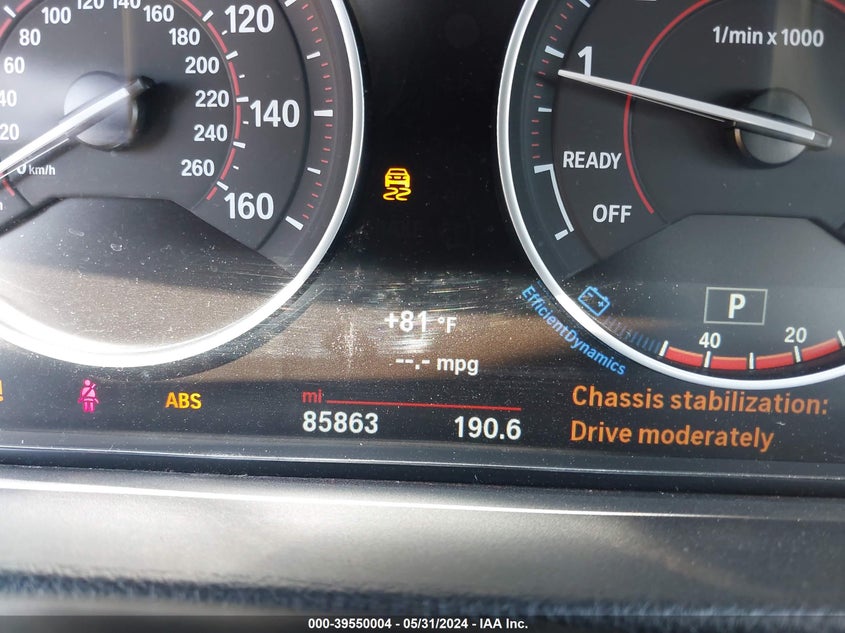 80 100 120 140 160 180 200 220 240 260
60
40
20
0 km/h
120
140
160
1/min x 1000
1
READY
OFF
+81 °F
--.- mpg
EfficientDynamics
P
40 20
ABS
mi
85863 190.6
Chassis stabilization:
Drive moderately
000-39550004 - 05/31/2024 - IAA Inc.